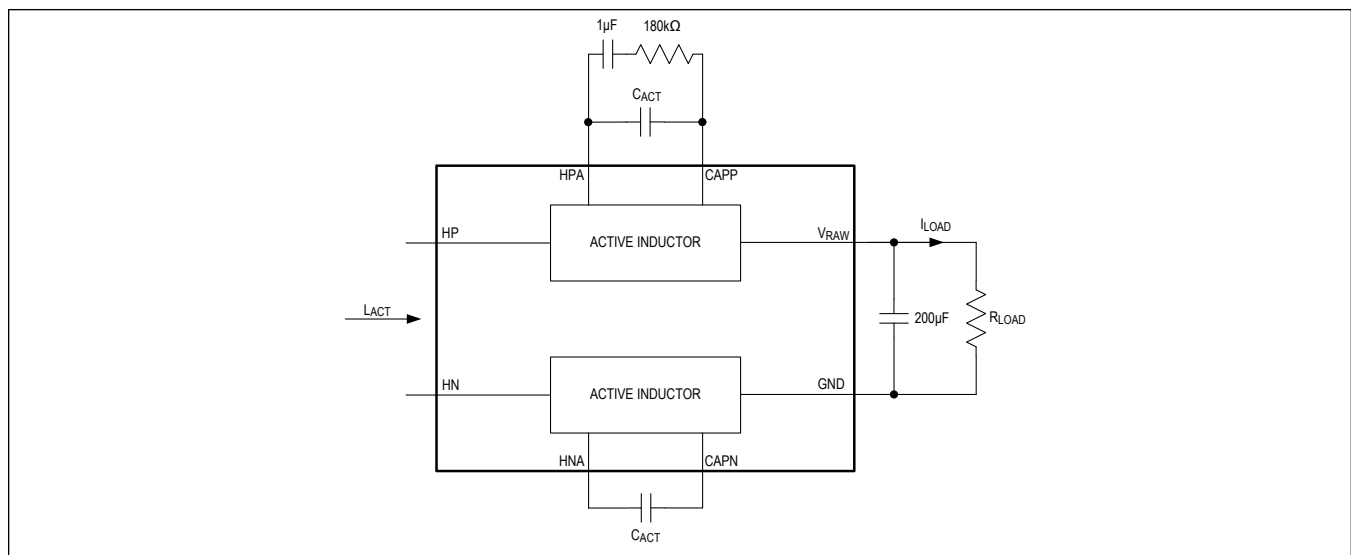 1µF
180kΩ
CACT
HPA
CAPP
HP
ACTIVE INDUCTOR
VRAW
ILOAD
LACT
200µF
RLOAD
HN
ACTIVE INDUCTOR
GND
HNA
CAPN
CACT